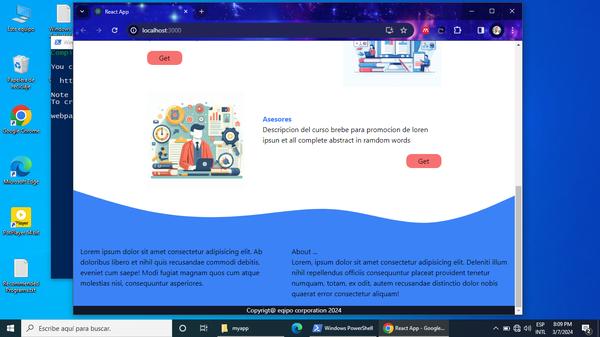 React App
localhost:3000
Este equipo
Window
Papelera de reciclaje
Google Chrome
Microsoft Edge
PotPlayer 64 bit
Recommended Program List
You c
htt
Note
To cr
webpa
Get
Asesores
Descripcion del curso brebe para promocion de loren
ipsun et all complete abstract in ramdom words
Get
Lorem ipsum dolor sit amet consectetur adipisicing elit. Ab
doloribus libero et nihil quis recusandae commodi debitis,
eveniet cum saepe! Modi fugiat magnam quos cum atque
molestias nisi, consequuntur asperiores.
About ...
Lorem, ipsum dolor sit amet consectetur adipisicing elit. Deleniti illum
nihil repellendus officiis consequuntur placeat provident tenetur
numquam, totam, ex odit, autem recusandae distinctio dolor nobis
quaerat error consectetur aliquam!
Copyrigt@ eqipo corporation 2024
Escribe aquí para buscar.
myapp
Windows PowerShell
React App - Google...
ESP
INTL
8:09 PM
3/7/2024